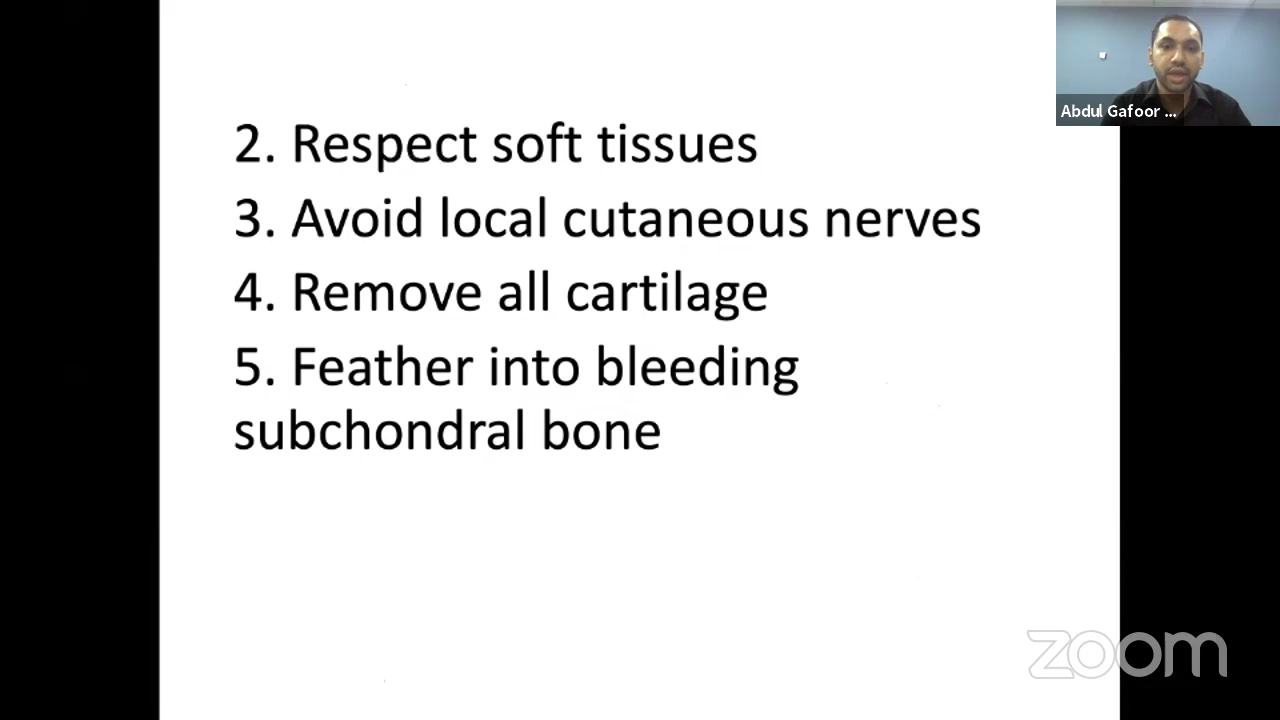 2. Respect soft tissues
3. Avoid local cutaneous nerves
4. Remove all cartilage
5. Feather into bleeding
subchondral bone
Abdul Gafoor ...
zoom